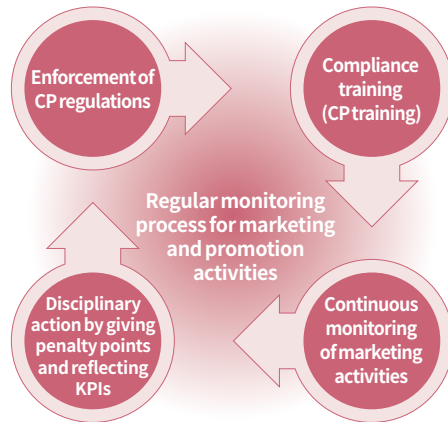 Enforcement of
CP regulations
Compliance
training
(CP training)
Regular monitoring
process for marketing
and promotion
activities
Continuous
monitoring
of marketing
activities
Disciplinary
action by giving
penalty points
and reflecting
KPIs